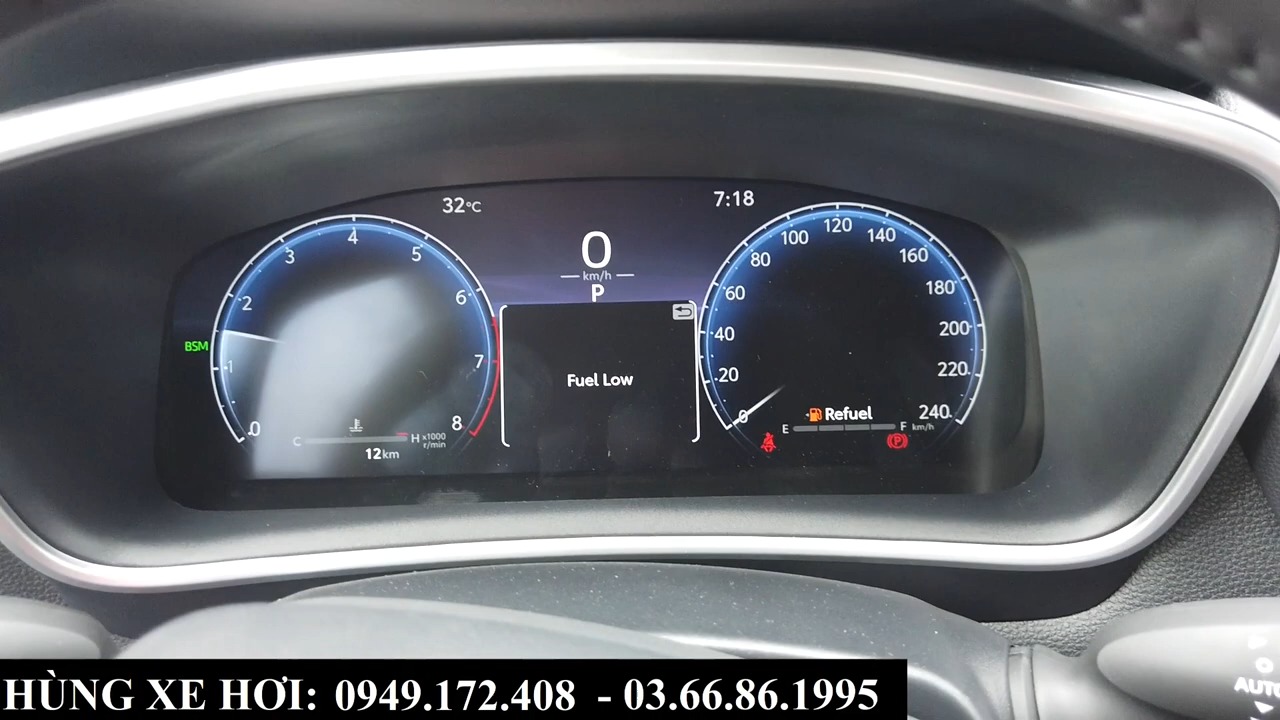 32°C
7:18
0
km/h
P
BSM
0 1 2 3 4 5 6 7 8
x1000
r/min
C H
12 km
Fuel Low
0 20 40 60 80 100 120 140 160 180 200 220 240
km/h
Refuel
E F
P
AUTO
HÙNG XE HƠI: 0949.172.408 - 03.66.86.1995